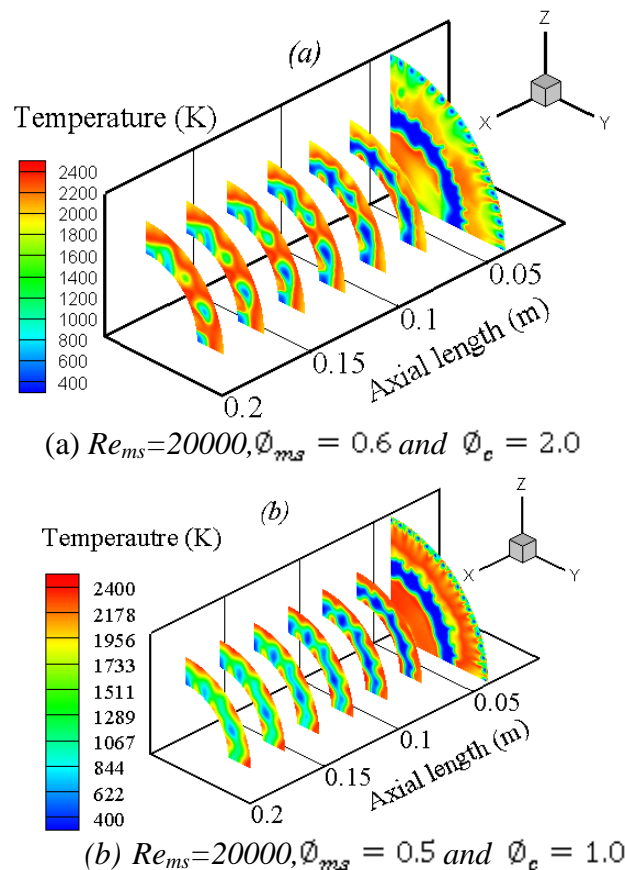 (a)
Z
X
Y
Temperature (K)
2400
2200
2000
1800
1600
1400
1200
1000
800
600
400
0.05
0.1
0.15
0.2
Axial length (m)
(a) Re_ms=20000, ∅_ms = 0.6 and ∅_c = 2.0
(b)
Z
X
Y
Temperautre (K)
2400
2178
1956
1733
1511
1289
1067
844
622
400
0.05
0.1
0.15
0.2
Axial length (m)
(b) Re_ms=20000, ∅_ms = 0.5 and ∅_c = 1.0